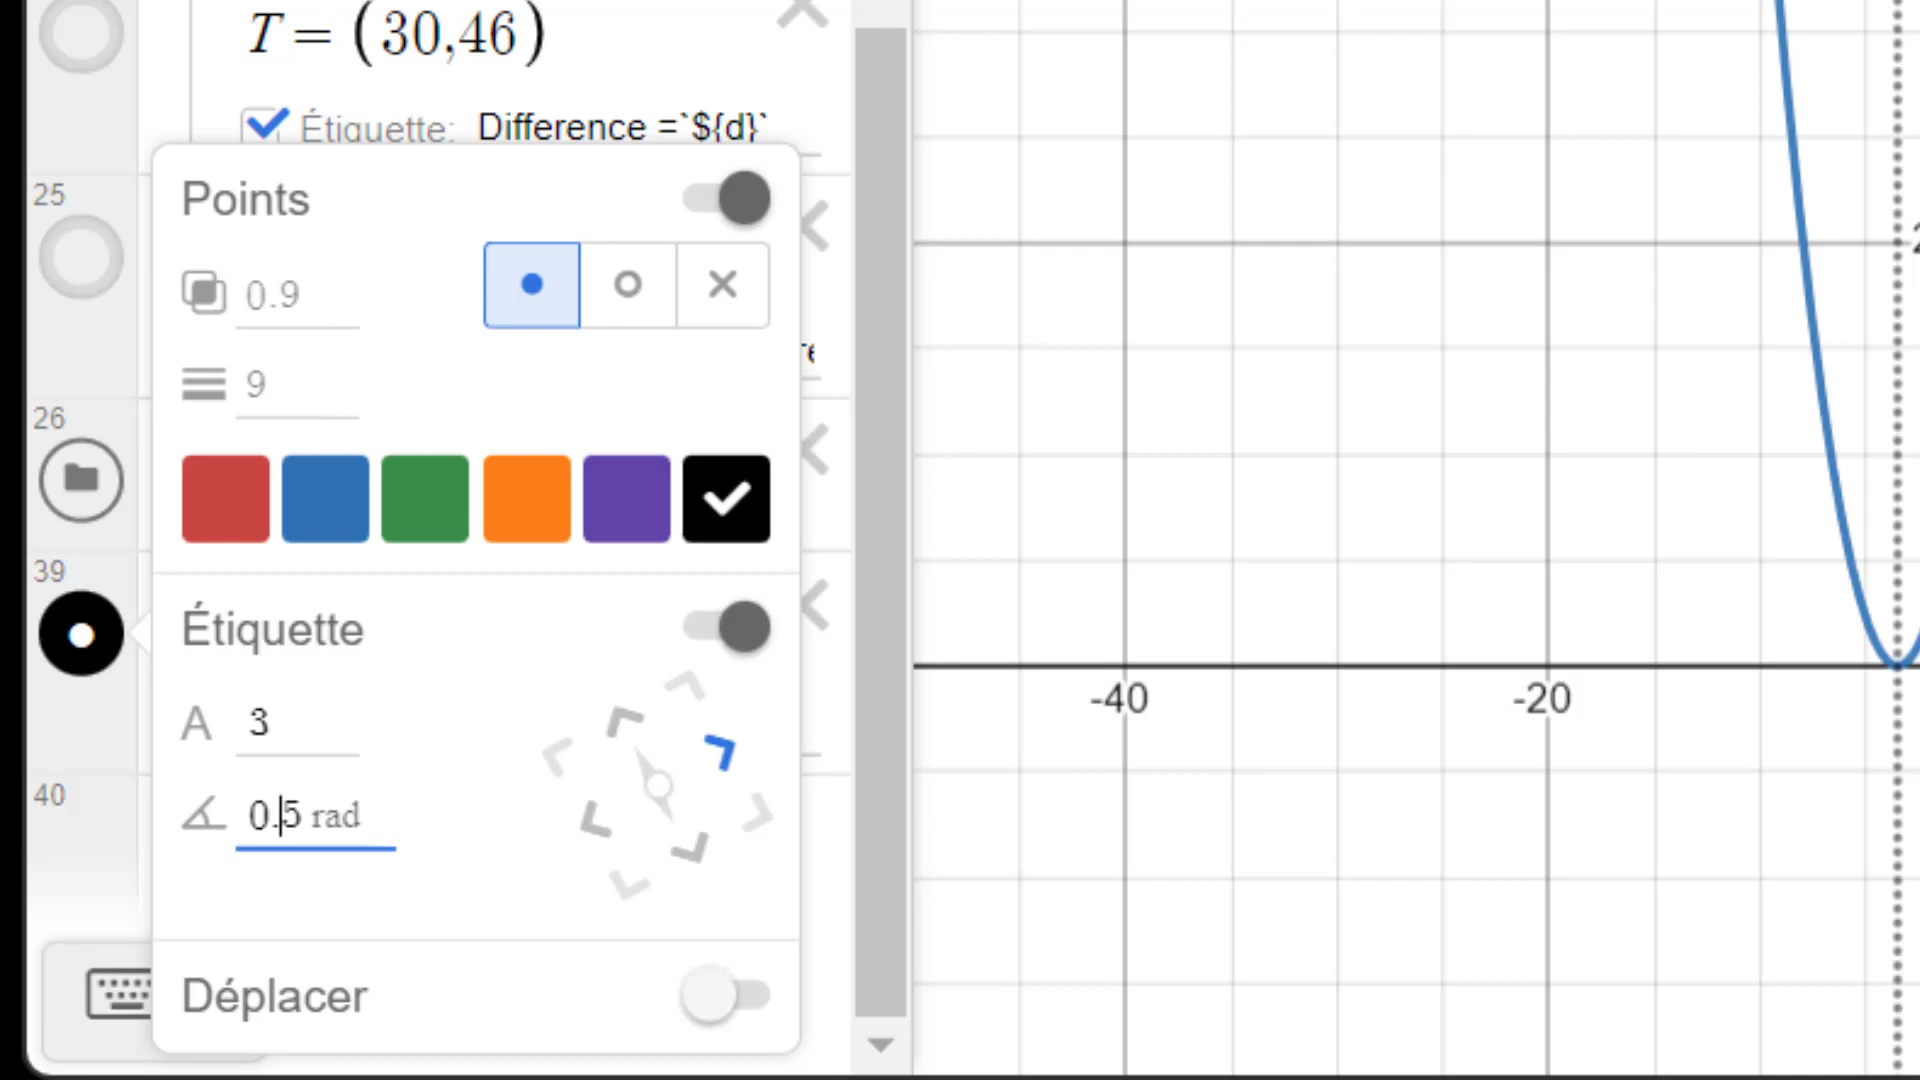 T = (30,46)
Étiquette: Difference =`${d}`
25
Points
0.9
9
26
39
Étiquette
A 3
0.5 rad
40
Déplacer
-40 -20